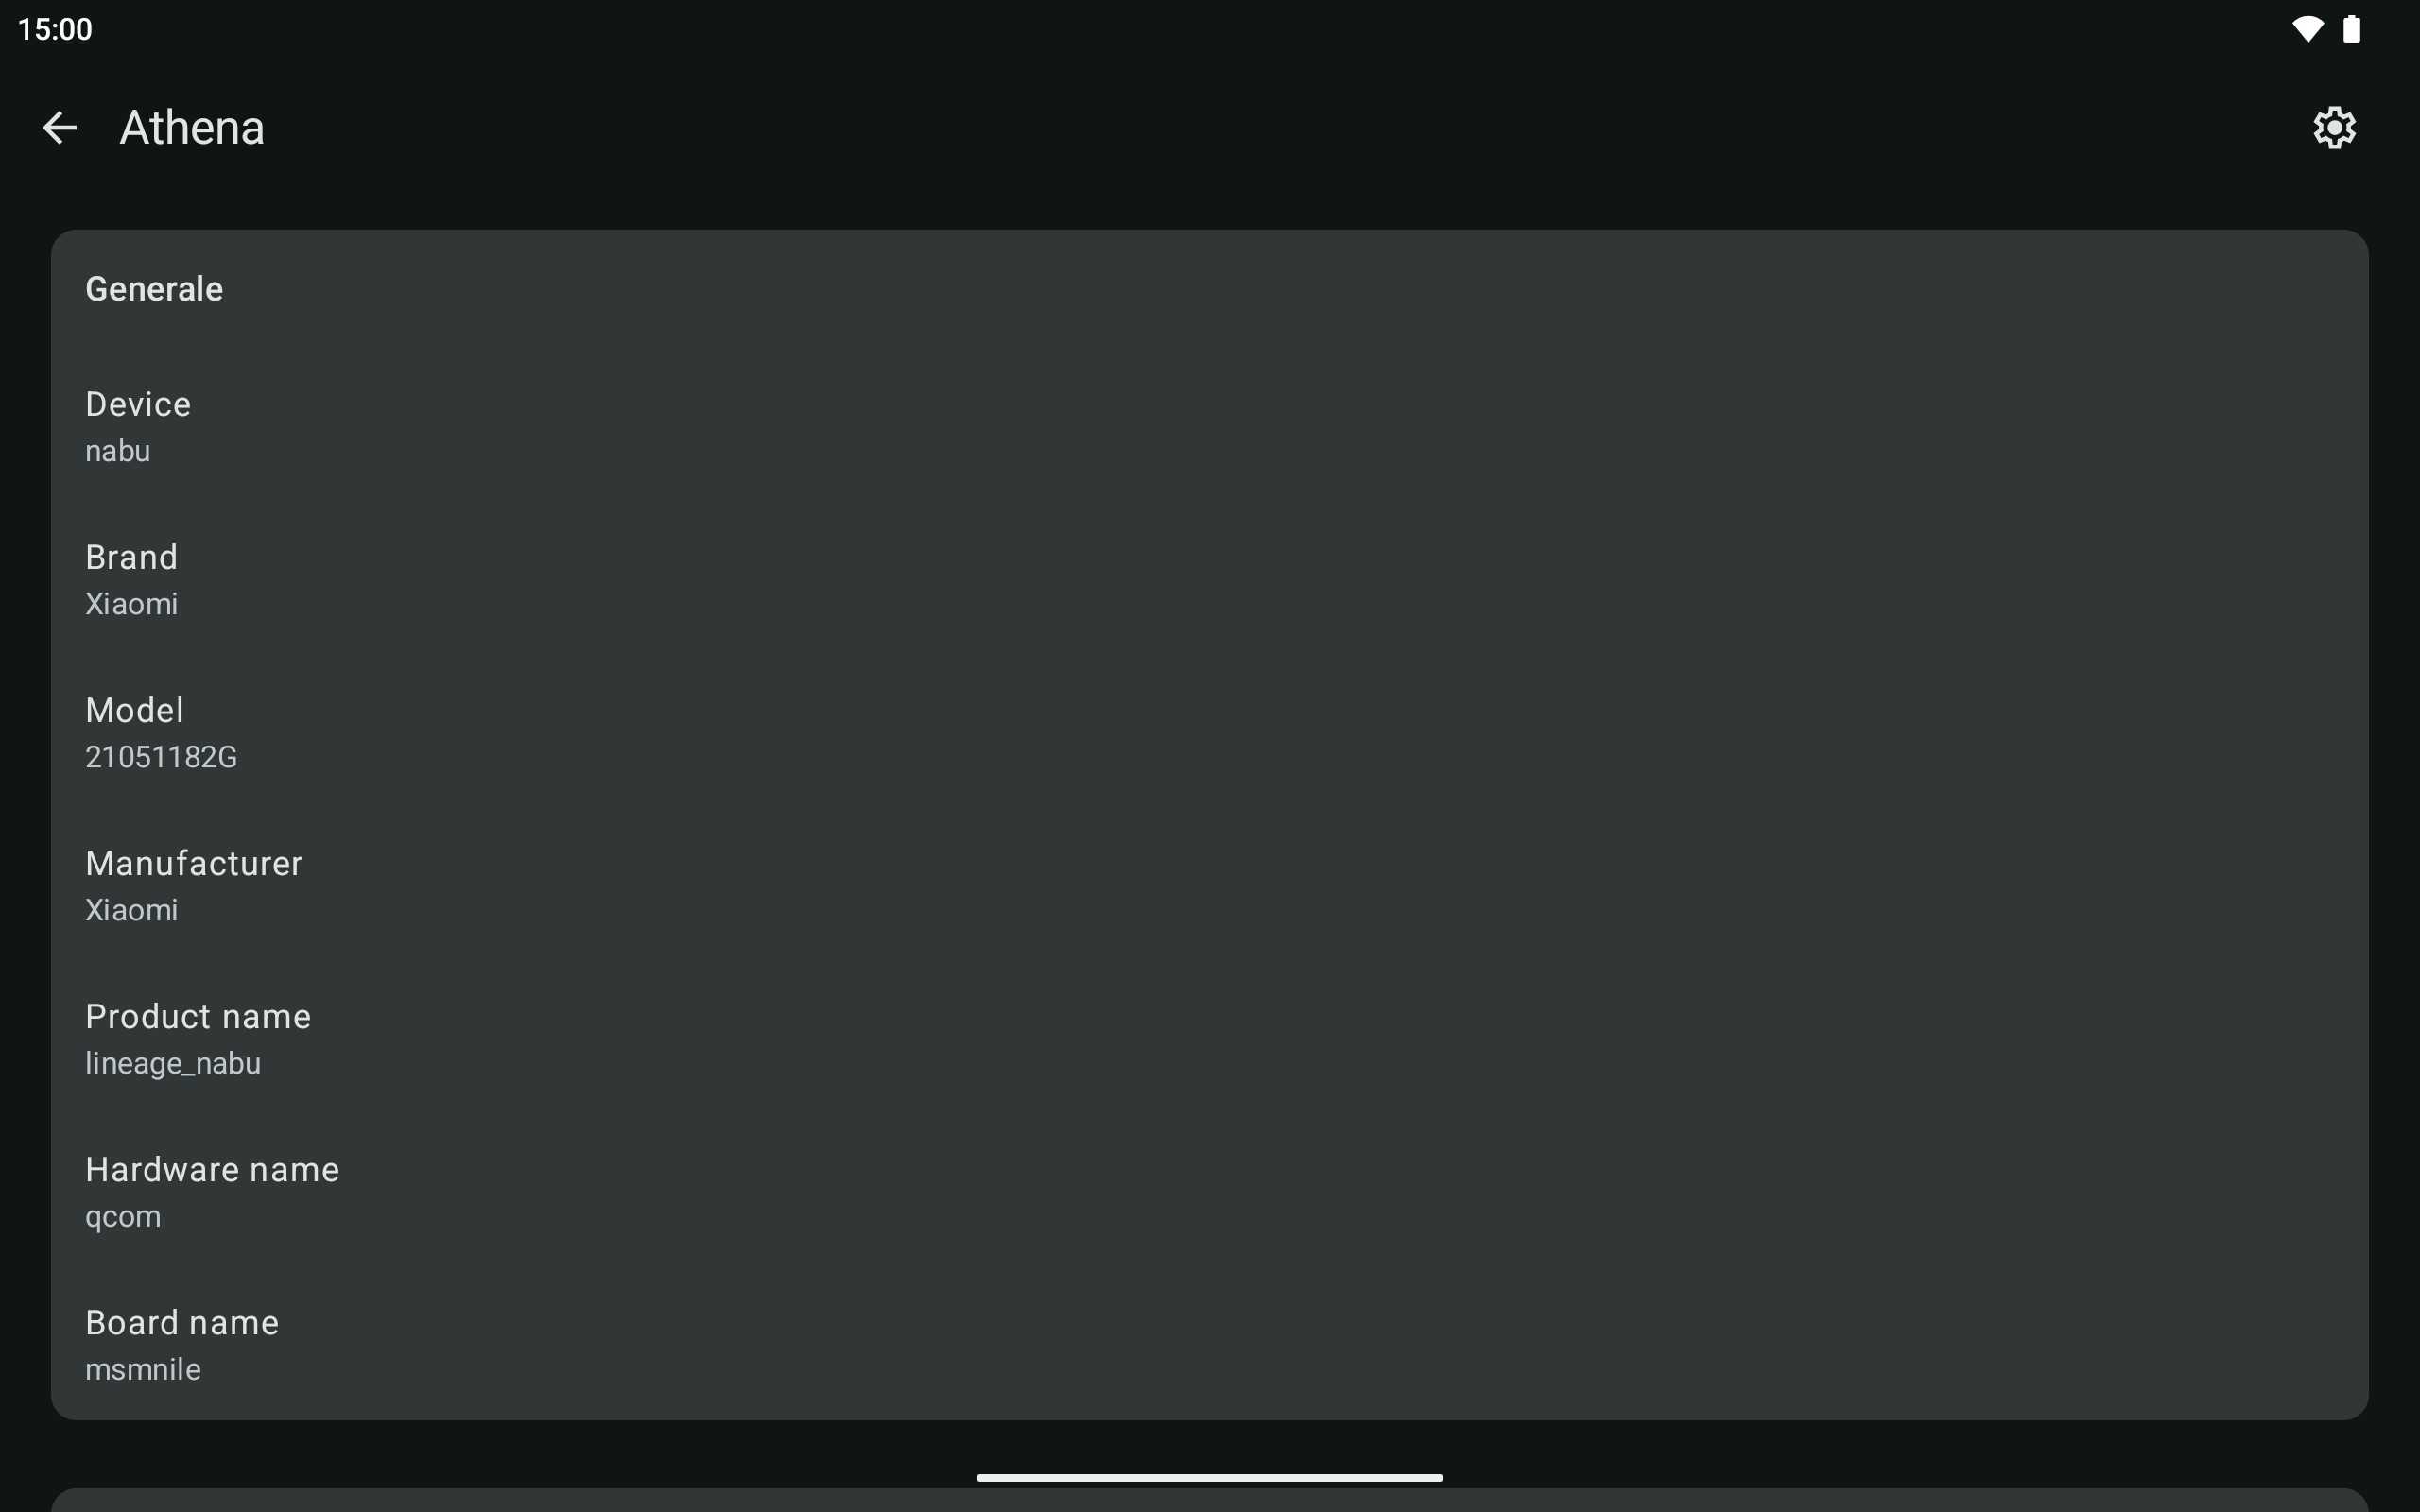 15:00
Athena
Generale
Device
nabu
Brand
Xiaomi
Model
21051182G
Manufacturer
Xiaomi
Product name
lineage_nabu
Hardware name
qcom
Board name
msmnile